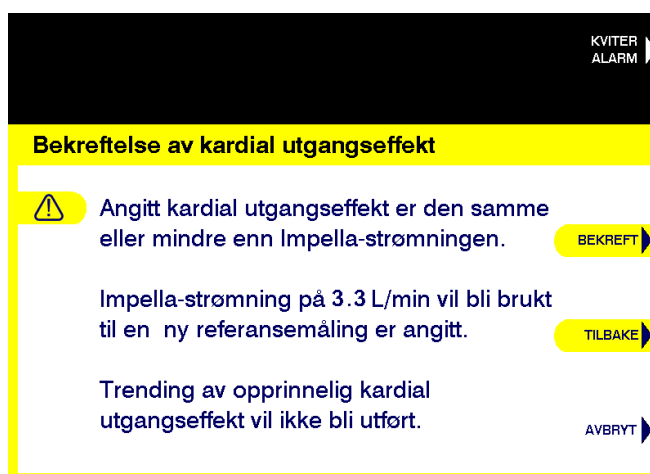 KVITER
ALARM
Bekreftelse av kardial utgangseffekt
Angitt kardial utgangseffekt er den samme
eller mindre enn Impella-strømningen.
BEKREFT
Impella-strømning på 3.3 L/min vil bli brukt
til en ny referansemåling er angitt.
TILBAKE
Trending av opprinnelig kardial
utgangseffekt vil ikke bli utført.
AVBRYT